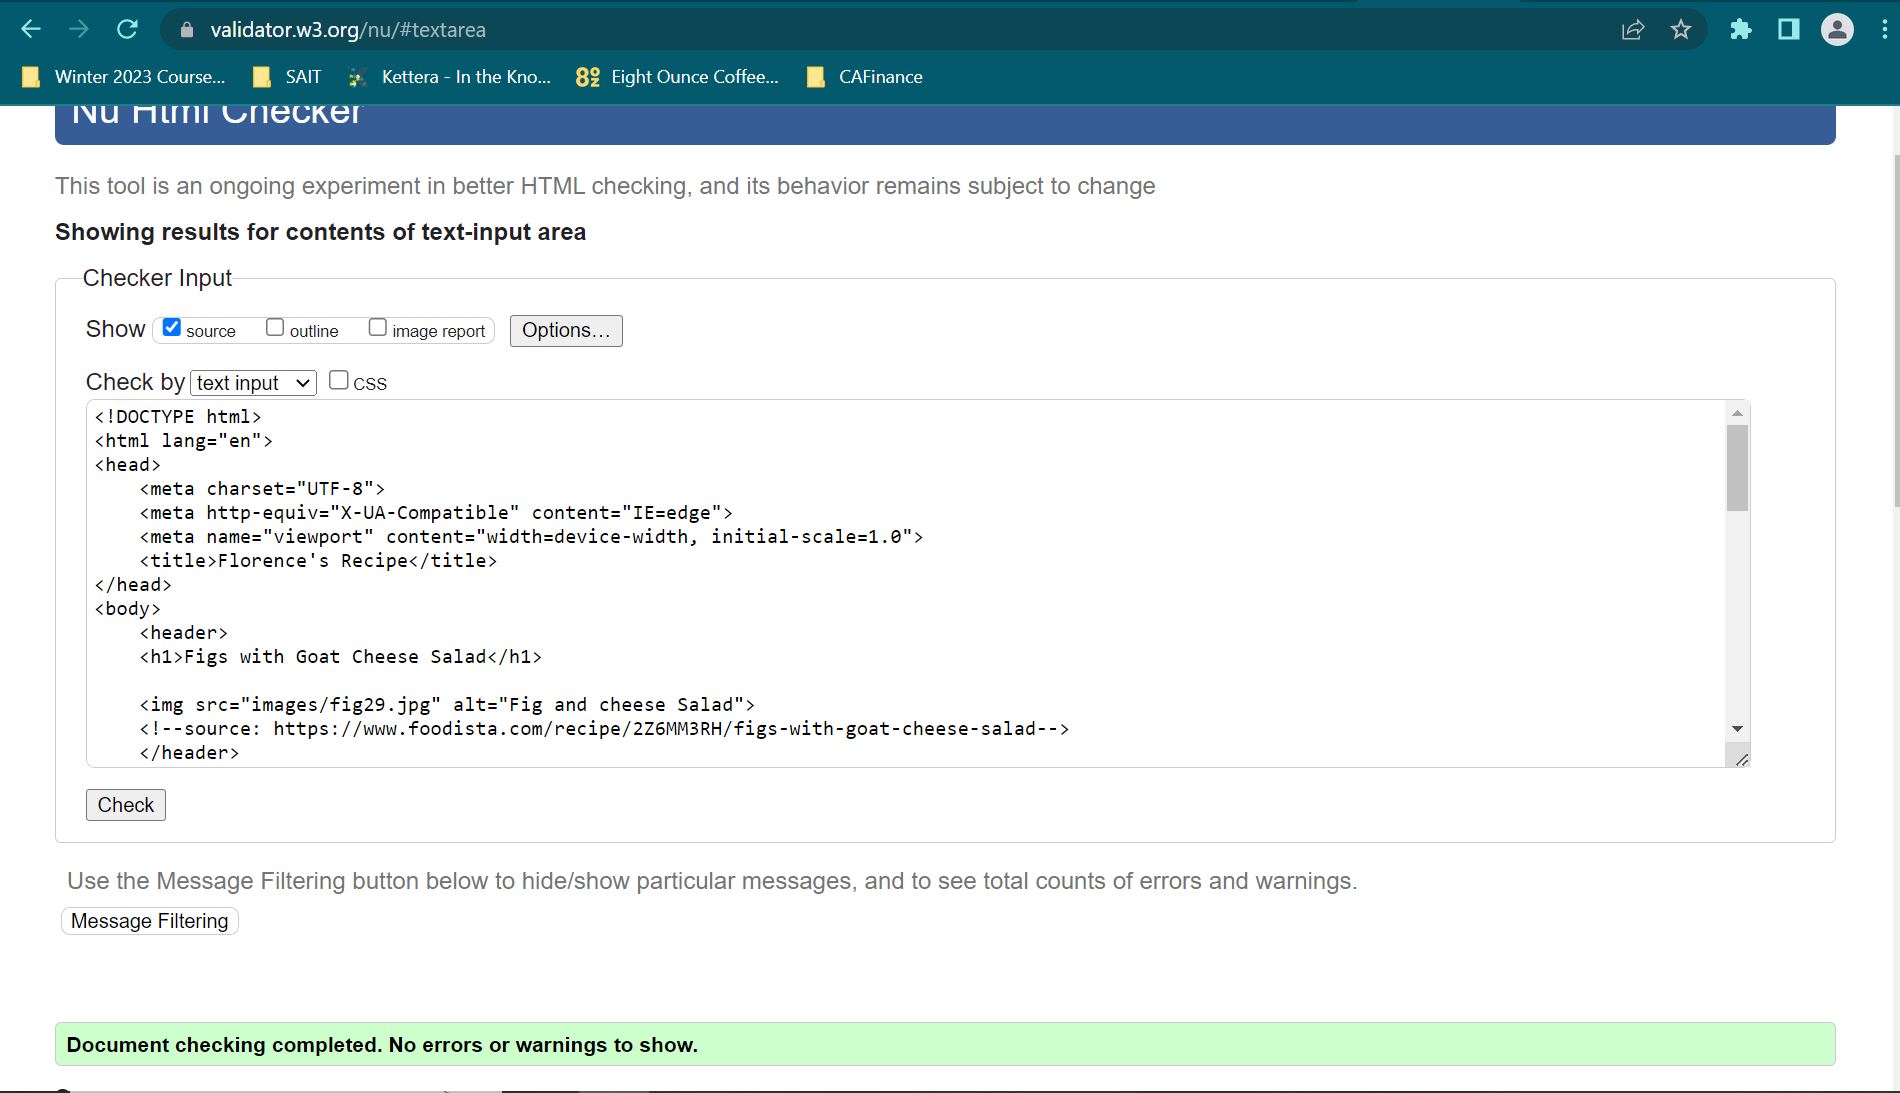 validator.w3.org/nu/#textarea
Winter 2023 Course... SAIT Kettera - In the Kno... Eight Ounce Coffee... CAFinance
Nu Html Checker
This tool is an ongoing experiment in better HTML checking, and its behavior remains subject to change
Showing results for contents of text-input area
Checker Input
Show source outline image report Options...
Check by text input CSS
<!DOCTYPE html>
<html lang="en">
<head>
    <meta charset="UTF-8">
    <meta http-equiv="X-UA-Compatible" content="IE=edge">
    <meta name="viewport" content="width=device-width, initial-scale=1.0">
    <title>Florence's Recipe</title>
</head>
<body>
    <header>
    <h1>Figs with Goat Cheese Salad</h1>
    <img src="images/fig29.jpg" alt="Fig and cheese Salad">
    <!--source: https://www.foodista.com/recipe/2Z6MM3RH/figs-with-goat-cheese-salad-->
    </header>
Check
Use the Message Filtering button below to hide/show particular messages, and to see total counts of errors and warnings.
Message Filtering
Document checking completed. No errors or warnings to show.